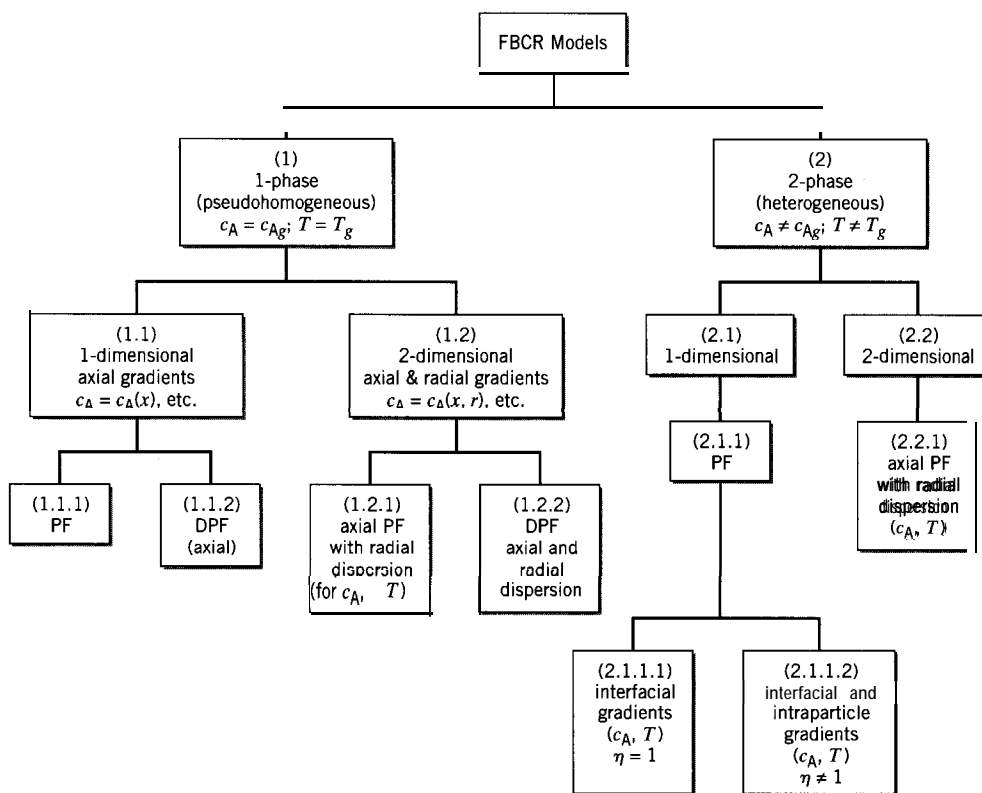 FBCR Models
(1)
1-phase
(pseudohomogeneous)
c_A = c_Ag; T = T_g
(2)
2-phase
(heterogeneous)
c_A ≠ c_Ag; T ≠ T_g
(1.1)
1-dimensional
axial gradients
c_A = c_A(x), etc.
(1.2)
2-dimensional
axial & radial gradients
c_A = c_A(x, r), etc.
(2.1)
1-dimensional
(2.2)
2-dimensional
(1.1.1)
PF
(1.1.2)
DPF
(axial)
(1.2.1)
axial PF
with radial
dispersion
(for c_A, T)
(1.2.2)
DPF
axial and
radial
dispersion
(2.1.1)
PF
(2.2.1)
axial PF
with radial
dispersion
(c_A, T)
(2.1.1.1)
interfacial
gradients
(c_A, T)
η = 1
(2.1.1.2)
interfacial and
intraparticle
gradients
(c_A, T)
η ≠ 1